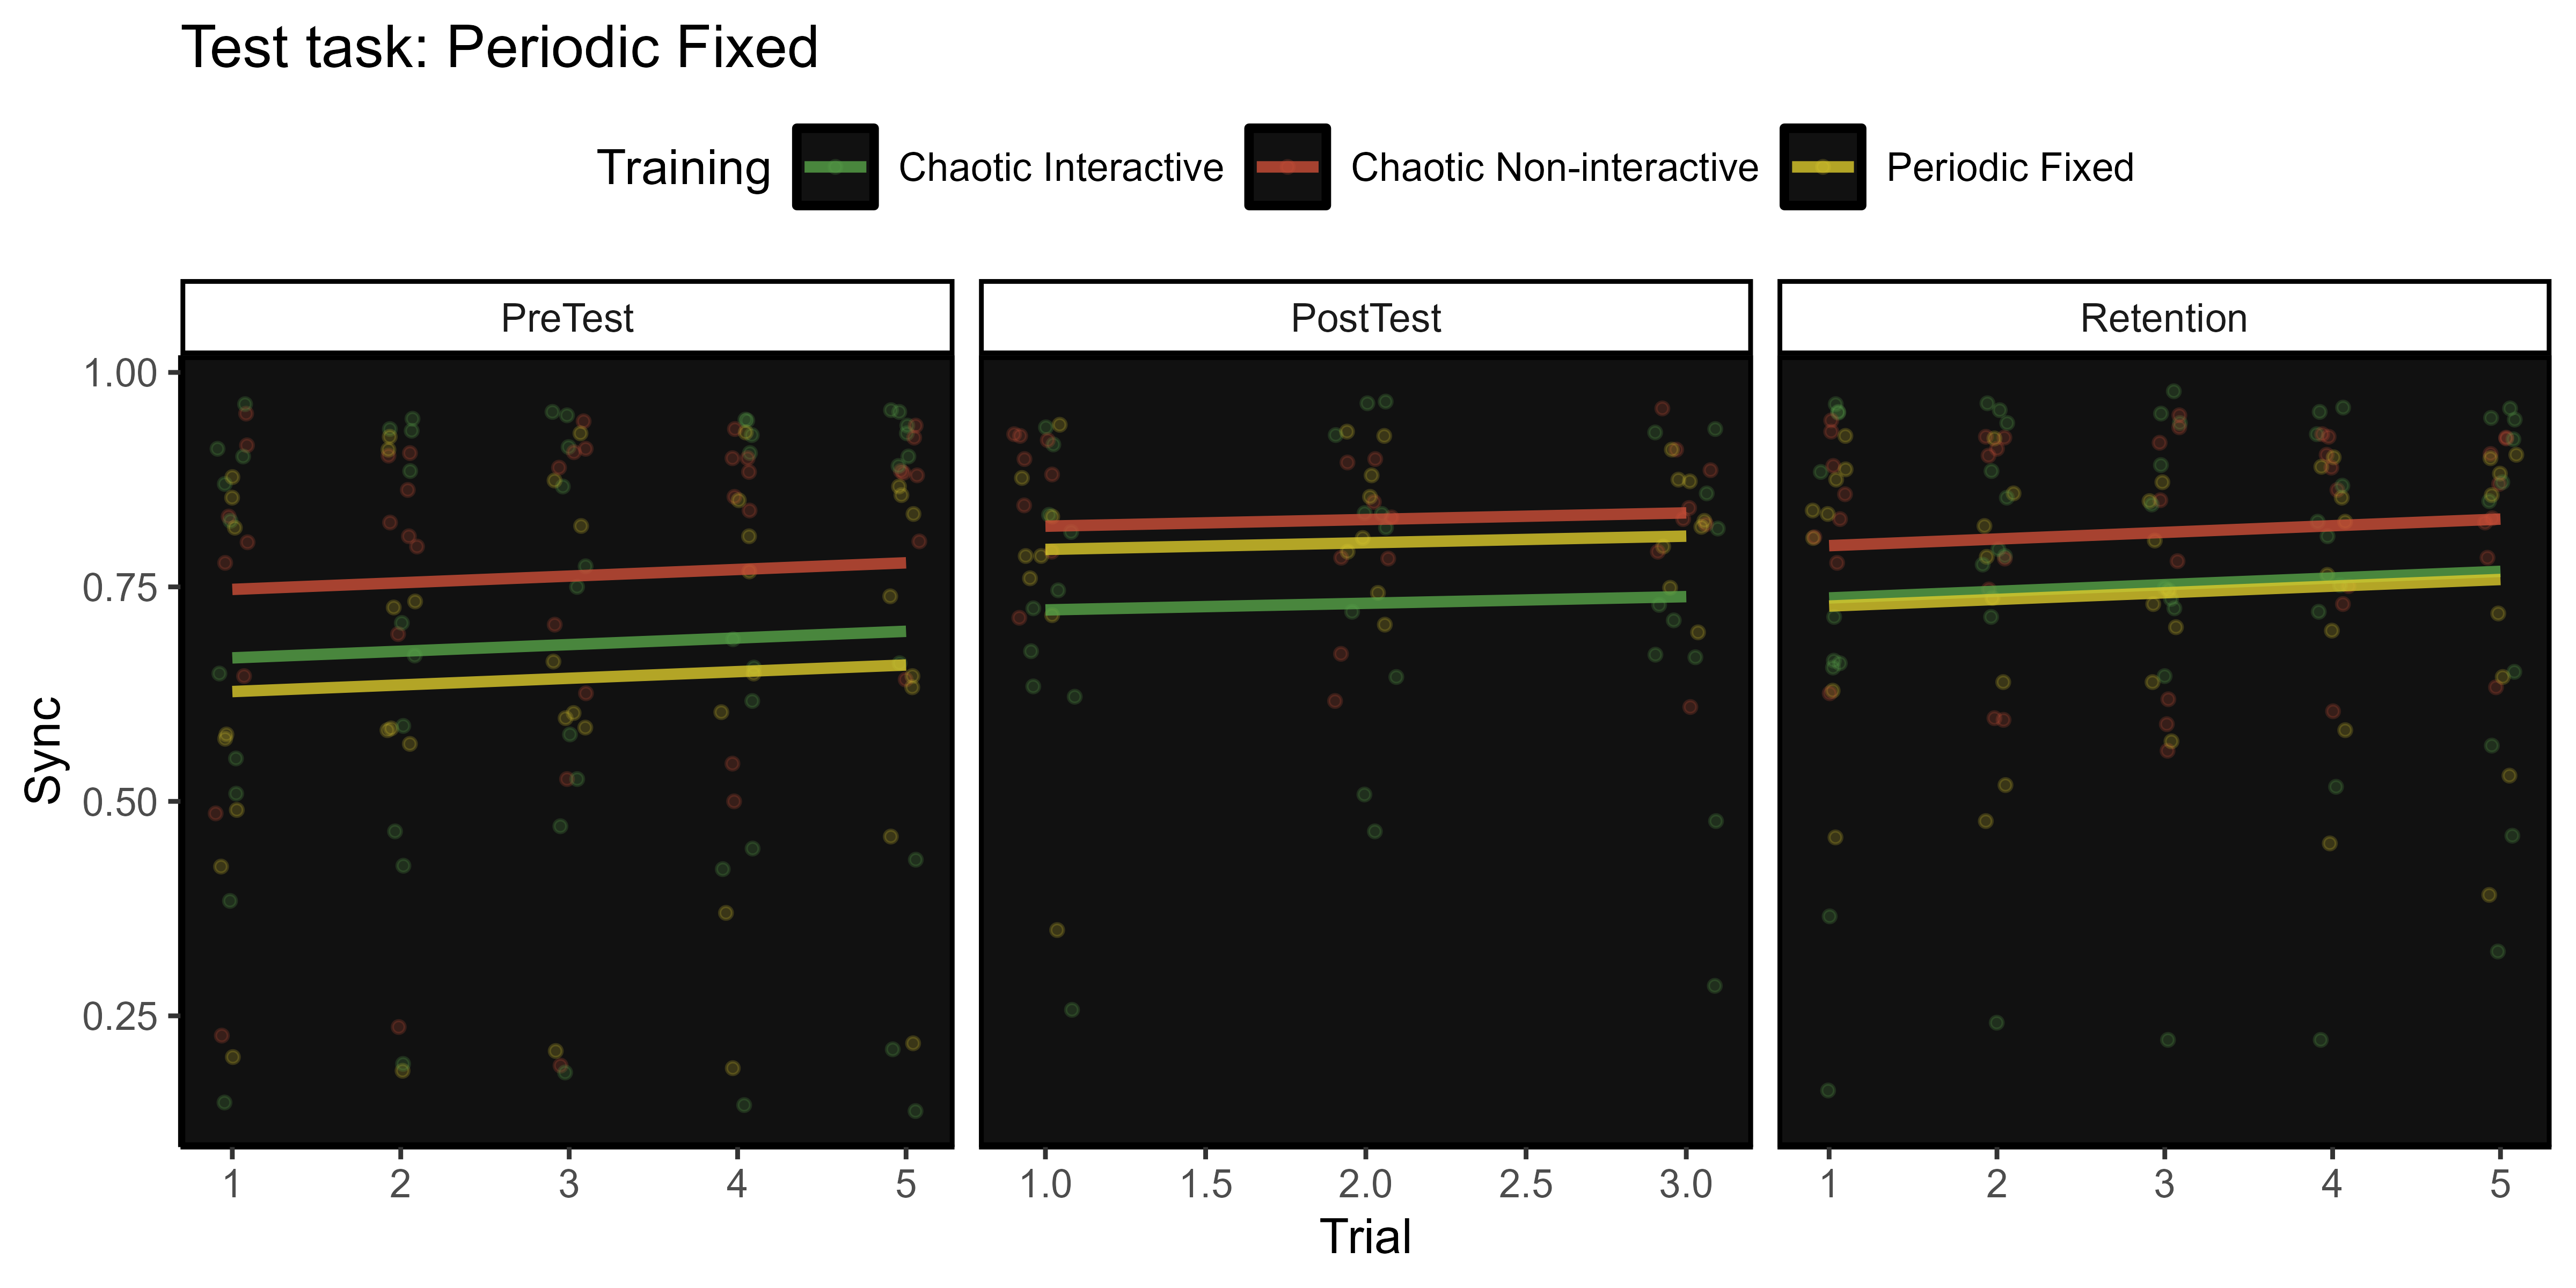 Test task: Periodic Fixed
Training Chaotic Interactive Chaotic Non-interactive Periodic Fixed
PreTest PostTest Retention
1.00
0.75
0.50
0.25
Sync
1 2 3 4 5 1.0 1.5 2.0 2.5 3.0 1 2 3 4 5
Trial